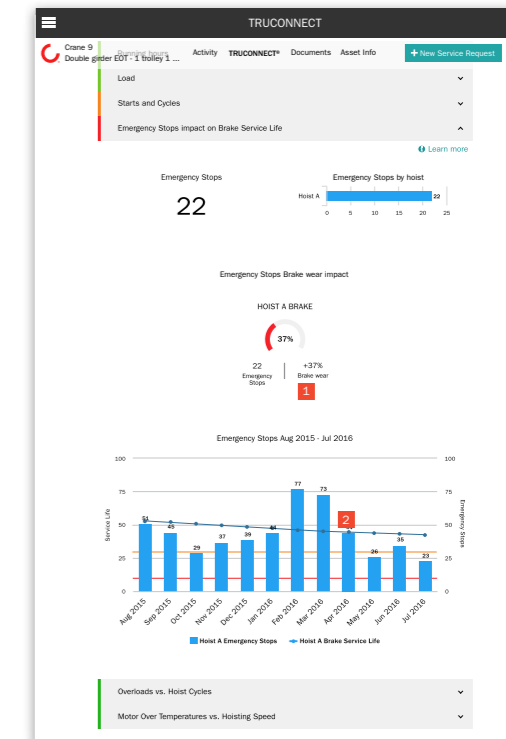 TRUCONNECT
Crane 9
Double girder EOT - 1 trolley 1 ...
Running hours
Activity
TRUCONNECT®
Documents
Asset Info
+ New Service Request
Load
Starts and Cycles
Emergency Stops impact on Brake Service Life
Learn more
Emergency Stops
22
Emergency Stops by hoist
Hoist A
22
0 5 10 15 20 25
Emergency Stops Brake wear impact
HOIST A BRAKE
37%
22
Emergency
Stops
+37%
Brake wear
1
Emergency Stops Aug 2015 - Jul 2016
Service Life
Emergency Stops
100 100
75 75
50 50
25 25
0 0
51 45 29 37 39 44 77 73 26 35 23
2
Aug 2015 Sep 2015 Oct 2015 Nov 2015 Dec 2015 Jan 2016 Feb 2016 Mar 2016 Apr 2016 May 2016 Jun 2016 Jul 2016
Hoist A Emergency Stops
Hoist A Brake Service Life
Overloads vs. Hoist Cycles
Motor Over Temperatures vs. Hoisting Speed